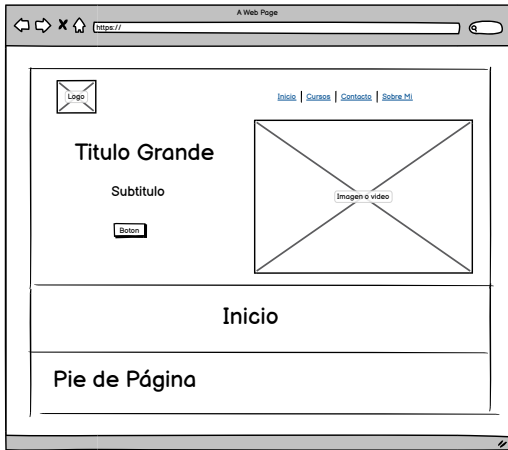 A Web Page
https://
Logo
Inicio | Cursos | Contacto | Sobre Mi
Titulo Grande
Subtitulo
Boton
Imagen o video
Inicio
Pie de Página